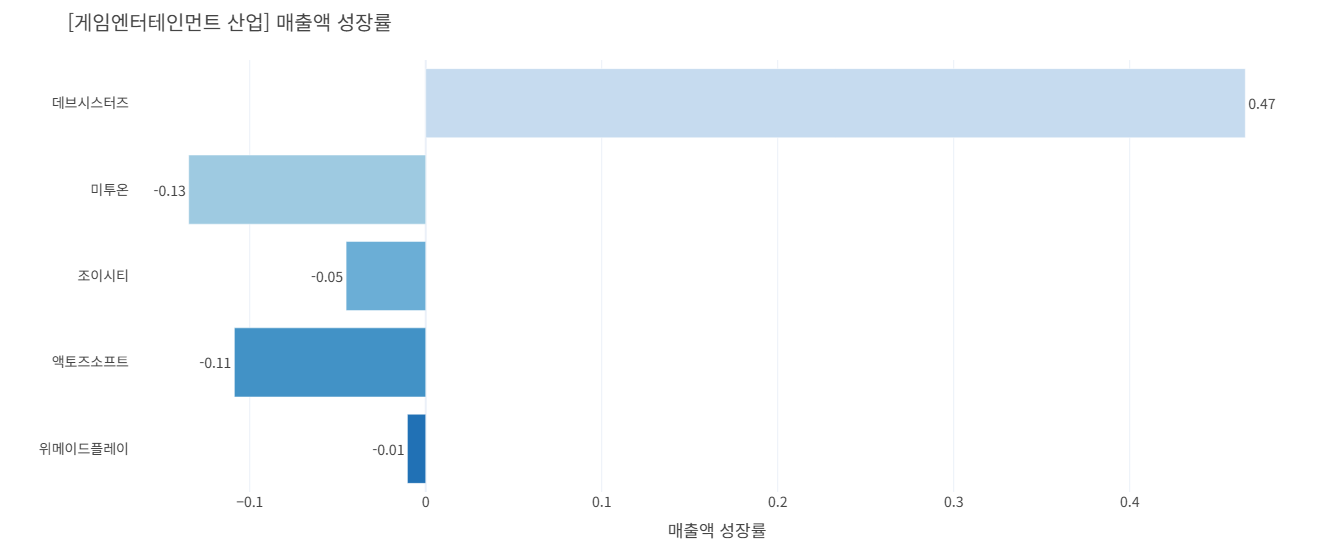 [게임엔터테인먼트 산업] 매출액 성장률
데브시스터즈
0.47
미투온
-0.13
조이시티
-0.05
액토즈소프트
-0.11
위메이드플레이
-0.01
−0.1 0 0.1 0.2 0.3 0.4
매출액 성장률